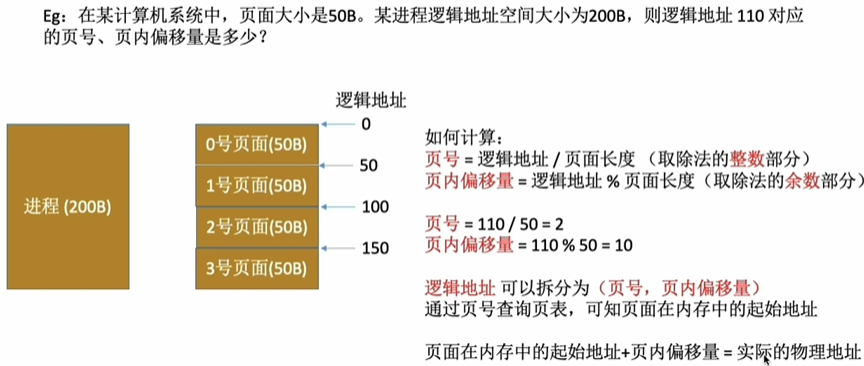 Eg：在某计算机系统中，页面大小是50B。某进程逻辑地址空间大小为200B，则逻辑地址 110 对应
的页号、页内偏移量是多少？
逻辑地址
进程 (200B)
0号页面(50B)
1号页面(50B)
2号页面(50B)
3号页面(50B)
0
50
100
150
如何计算：
页号 = 逻辑地址 / 页面长度 （取除法的整数部分）
页内偏移量 = 逻辑地址 % 页面长度（取除法的余数部分）
页号 = 110 / 50 = 2
页内偏移量 = 110 % 50 = 10
逻辑地址 可以拆分为（页号，页内偏移量）
通过页号查询页表，可知页面在内存中的起始地址
页面在内存中的起始地址+页内偏移量 = 实际的物理地址